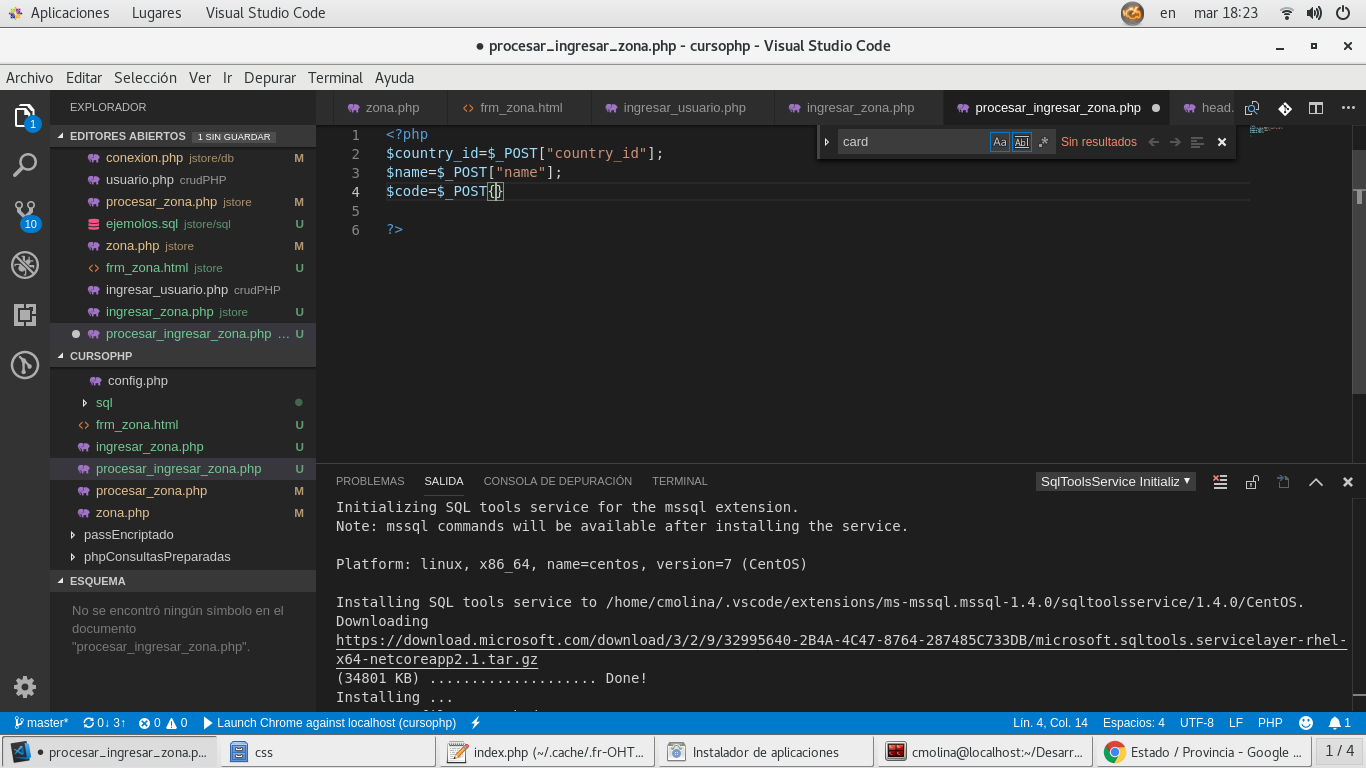 Aplicaciones Lugares Visual Studio Code en mar 18:23
● procesar_ingresar_zona.php - cursophp - Visual Studio Code
Archivo Editar Selección Ver Ir Depurar Terminal Ayuda
EXPLORADOR
EDITORES ABIERTOS 1 SIN GUARDAR
conexion.php jstore/db M
usuario.php crudPHP
procesar_zona.php jstore M
ejemolos.sql jstore/sql U
zona.php jstore M
frm_zona.html jstore U
ingresar_usuario.php crudPHP
ingresar_zona.php jstore U
procesar_ingresar_zona.php ... U
CURSOPHP
config.php
sql
frm_zona.html U
ingresar_zona.php U
procesar_ingresar_zona.php U
procesar_zona.php M
zona.php M
passEncriptado
phpConsultasPreparadas
ESQUEMA
No se encontró ningún símbolo en el
documento
"procesar_ingresar_zona.php".
1
10
zona.php frm_zona.html ingresar_usuario.php ingresar_zona.php procesar_ingresar_zona.php head.
card Aa Abl .* Sin resultados
1 <?php
2 $country_id=$_POST["country_id"];
3 $name=$_POST["name"];
4 $code=$_POST{}
5
6 ?>
PROBLEMAS SALIDA CONSOLA DE DEPURACIÓN TERMINAL SqlToolsService Initializ
Initializing SQL tools service for the mssql extension.
Note: mssql commands will be available after installing the service.
Platform: linux, x86_64, name=centos, version=7 (CentOS)
Installing SQL tools service to /home/cmolina/.vscode/extensions/ms-mssql.mssql-1.4.0/sqltoolsservice/1.4.0/CentOS.
Downloading
https://download.microsoft.com/download/3/2/9/32995640-2B4A-4C47-8764-287485C733DB/microsoft.sqltools.servicelayer-rhel-
x64-netcoreapp2.1.tar.gz
(34801 KB) .................... Done!
Installing ...
master* 0↓ 3↑ 0 0 Launch Chrome against localhost (cursophp) Lín. 4, Col. 14 Espacios: 4 UTF-8 LF PHP 1
● procesar_ingresar_zona.p... css index.php (~/.cache/.fr-OHT... Instalador de aplicaciones cmolina@localhost:~/Desarr... Estado / Provincia - Google ... 1 / 4